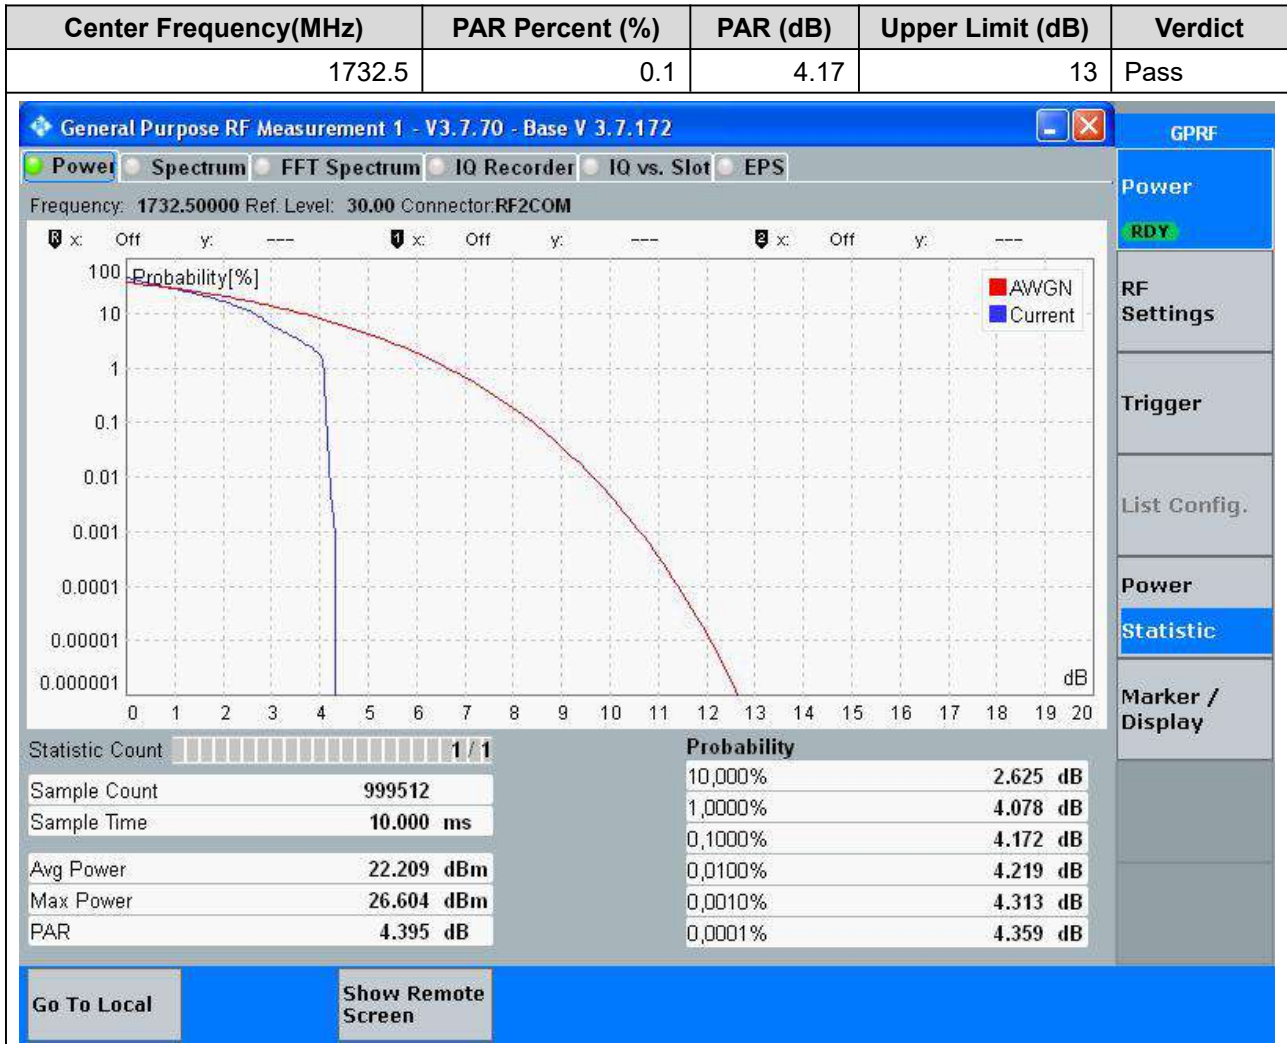 Center Frequency(MHz) PAR Percent (%) PAR (dB) Upper Limit (dB) Verdict
1732.5 0.1 4.17 13 Pass
General Purpose RF Measurement 1 - V3.7.70 - Base V 3.7.172
GPRF
Power Spectrum FFT Spectrum IQ Recorder IQ vs. Slot EPS
Frequency: 1732.50000 Ref. Level: 30.00 Connector:RF2COM
R x: Off y: --- 1 x: Off y: --- 2 x: Off y: ---
Probability[%]
100
10
1
0.1
0.01
0.001
0.0001
0.00001
0.000001
AWGN
Current
dB
0 1 2 3 4 5 6 7 8 9 10 11 12 13 14 15 16 17 18 19 20
Statistic Count 1 / 1
Sample Count 999512
Sample Time 10.000 ms
Avg Power 22.209 dBm
Max Power 26.604 dBm
PAR 4.395 dB
Probability
10,000% 2.625 dB
1,0000% 4.078 dB
0,1000% 4.172 dB
0,0100% 4.219 dB
0,0010% 4.313 dB
0,0001% 4.359 dB
Power
RDY
RF
Settings
Trigger
List Config.
Power
Statistic
Marker /
Display
Go To Local
Show Remote
Screen